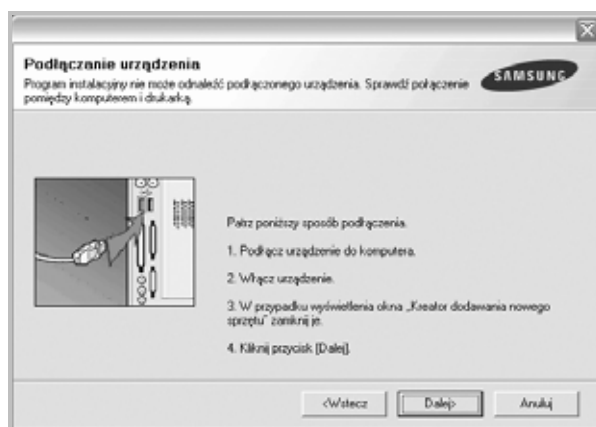 Podłączanie urządzenia
Program instalacyjny nie może odnaleźć podłączonego urządzenia. Sprawdź połączenie
pomiędzy komputerem i drukarką.
SAMSUNG
Patrz poniższy sposób podłączenia.
1. Podłącz urządzenie do komputera.
2. Włącz urządzenie.
3. W przypadku wyświetlenia okna „Kreator dodawania nowego
sprzętu” zamknij je.
4. Kliknij przycisk [Dalej].
<Wstecz
Dalej>
Anuluj